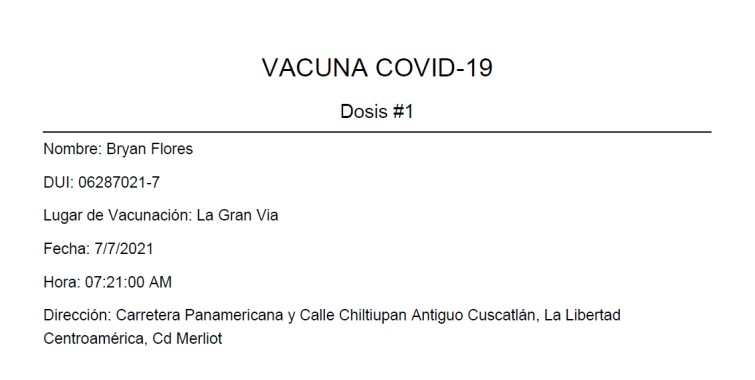 VACUNA COVID-19
Dosis #1
Nombre: Bryan Flores
DUI: 06287021-7
Lugar de Vacunación: La Gran Via
Fecha: 7/7/2021
Hora: 07:21:00 AM
Dirección: Carretera Panamericana y Calle Chiltiupan Antiguo Cuscatlán, La Libertad
Centroamérica, Cd Merliot